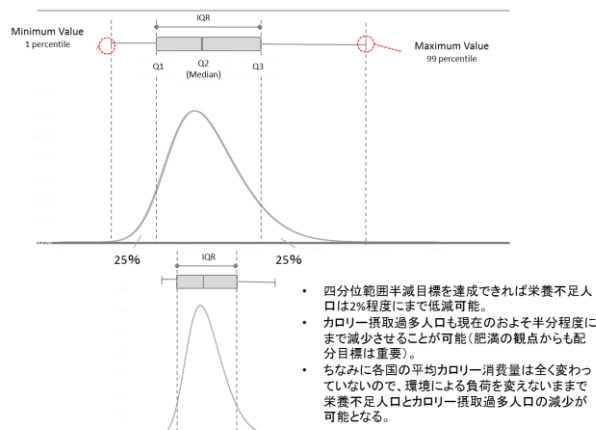 IQR
Minimum Value
1 percentile
Maximum Value
99 percentile
Q1
Q2
(Median)
Q3
25%
25%
IQR
• 四分位範囲半減目標を達成できれば栄養不足人
口は2%程度にまで低減可能。
• カロリー摂取過多人口も現在のおよそ半分程度に
まで減少させることが可能(肥満の観点からも配
分目標は重要)。
• ちなみに各国の平均カロリー消費量は全く変わっ
ていないので、環境による負荷を変えないままで
栄養不足人口とカロリー摂取過多人口の減少が
可能となる。